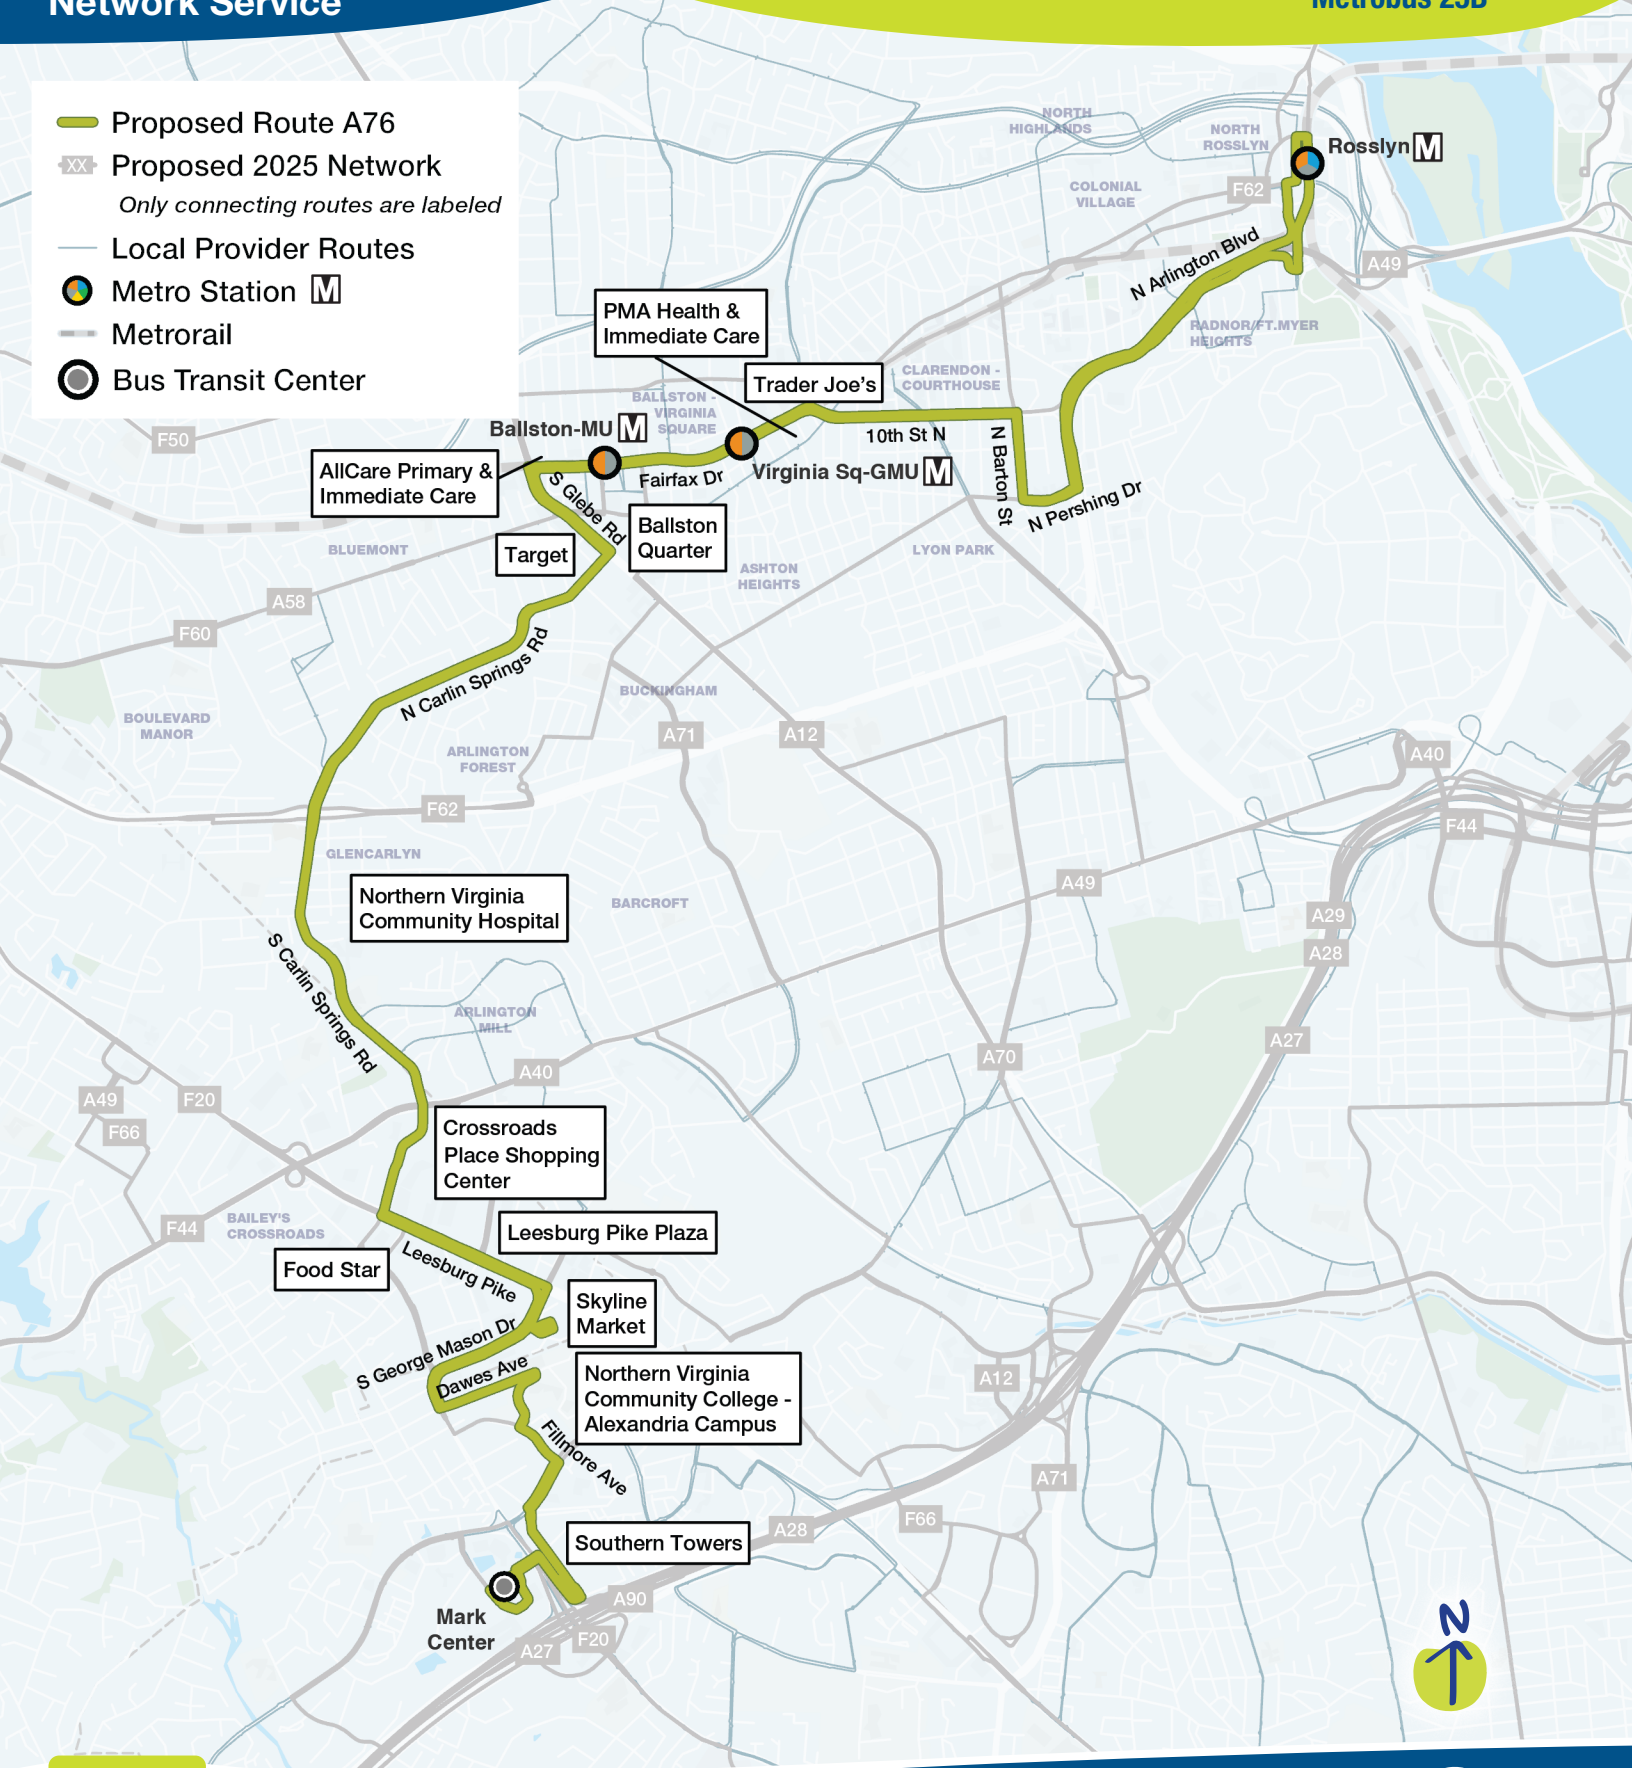 Network Service
Metrobus 25B
Proposed Route A76
XX
Proposed 2025 Network
Only connecting routes are labeled
Local Provider Routes
Metro Station M
Metrorail
Bus Transit Center
NORTH
HIGHLANDS
NORTH
ROSSLYN
Rosslyn M
COLONIAL
VILLAGE
F62
N Arlington Blvd
A49
RADNOR/FT.MYER
HEIGHTS
PMA Health &
Immediate Care
Trader Joe's
CLARENDON -
COURTHOUSE
BALLSTON -
VIRGINIA
SQUARE
Ballston-MU M
F50
10th St N
AllCare Primary &
Immediate Care
Fairfax Dr
Virginia Sq-GMU M
S Glebe Rd
N Barton St
N Pershing Dr
Ballston
Quarter
Target
BLUEMONT
LYON PARK
ASHTON
HEIGHTS
A58
F60
N Carlin Springs Rd
BUCKINGHAM
BOULEVARD
MANOR
A71
A12
ARLINGTON
FOREST
A40
F62
F44
GLENCARLYN
Northern Virginia
Community Hospital
A49
BARCROFT
A29
A28
S Carlin Springs Rd
ARLINGTON
MILL
A27
A70
A40
A49
F20
F66
Crossroads
Place Shopping
Center
F44
BAILEY'S
CROSSROADS
Leesburg Pike Plaza
Food Star
Leesburg Pike
Skyline
Market
S George Mason Dr
Dawes Ave
Northern Virginia
Community College -
Alexandria Campus
A12
Fillmore Ave
A71
F66
A28
Southern Towers
A90
Mark
Center
F20
A27
N